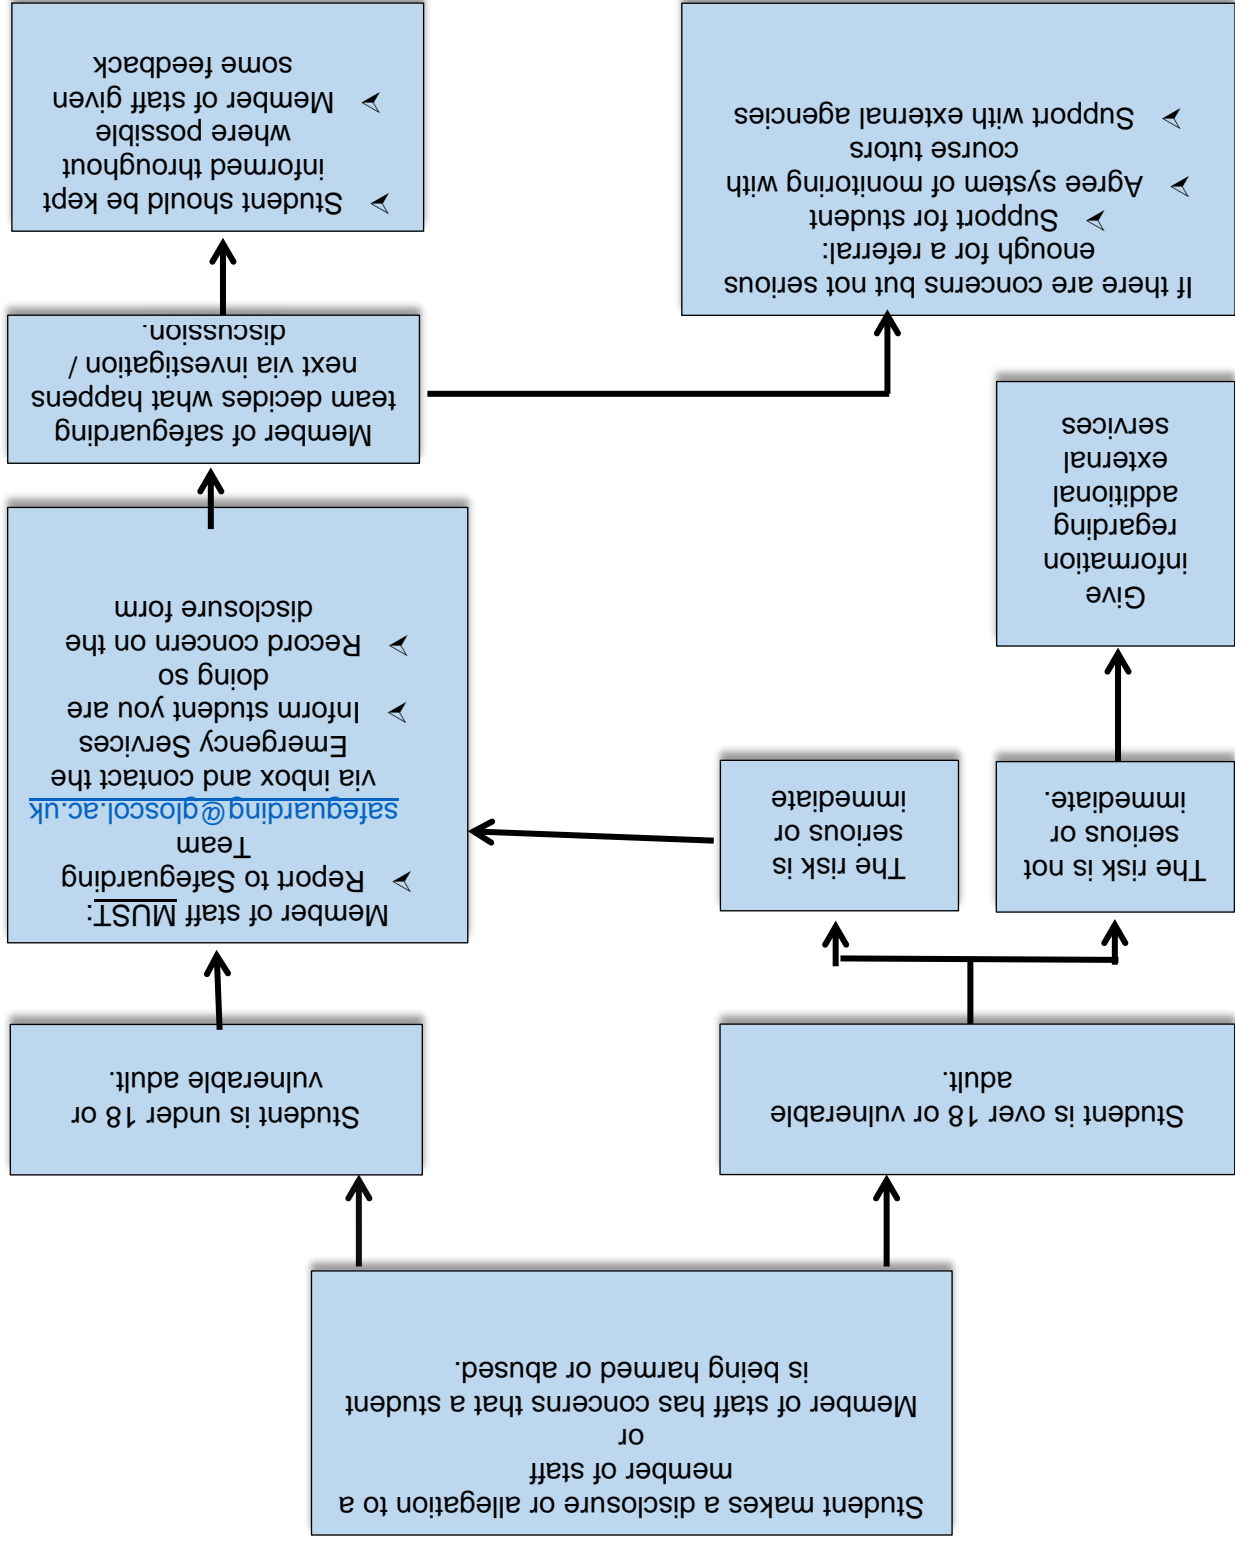 Student makes a disclosure or allegation to a
member of staff
or
Member of staff has concerns that a student
is being harmed or abused.
Student is over 18 or vulnerable
adult.
Student is under 18 or
vulnerable adult.
The risk is not
serious or
immediate.
The risk is
serious or
immediate
Member of staff MUST:
➢ Report to Safeguarding
Team
safeguarding@gloscol.ac.uk
via inbox and contact the
Emergency Services
➢ Inform student you are
doing so
➢ Record concern on the
disclosure form
Give
information
regarding
additional
external
services
Member of safeguarding
team decides what happens
next via investigation /
discussion.
If there are concerns but not serious
enough for a referral:
➢ Support for student
➢ Agree system of monitoring with
course tutors
➢ Support with external agencies
➢ Student should be kept
informed throughout
where possible
➢ Member of staff given
some feedback